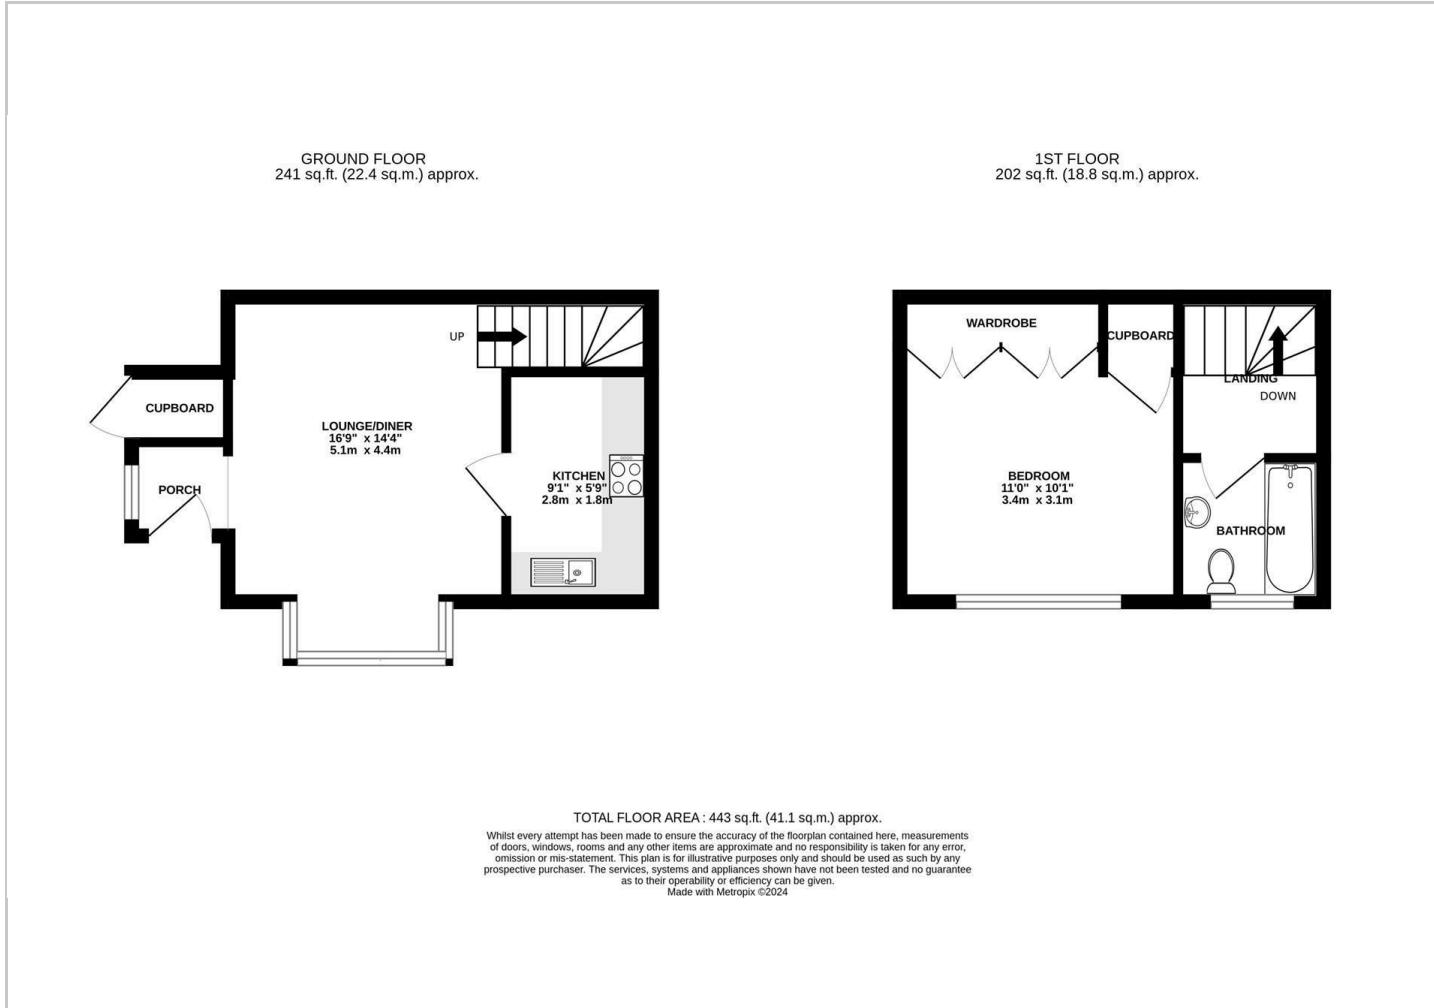 GROUND FLOOR
241 sq.ft. (22.4 sq.m.) approx.
1ST FLOOR
202 sq.ft. (18.8 sq.m.) approx.
UP
CUPBOARD
LOUNGE/DINER
16'9" x 14'4"
5.1m x 4.4m
PORCH
KITCHEN
9'1" x 5'9"
2.8m x 1.8m
WARDROBE
CUPBOARD
LANDING
DOWN
BEDROOM
11'0" x 10'1"
3.4m x 3.1m
BATHROOM
TOTAL FLOOR AREA : 443 sq.ft. (41.1 sq.m.) approx.
Whilst every attempt has been made to ensure the accuracy of the floorplan contained here, measurements
of doors, windows, rooms and any other items are approximate and no responsibility is taken for any error,
omission or mis-statement. This plan is for illustrative purposes only and should be used as such by any
prospective purchaser. The services, systems and appliances shown have not been tested and no guarantee
as to their operability or efficiency can be given.
Made with Metropix ©2024